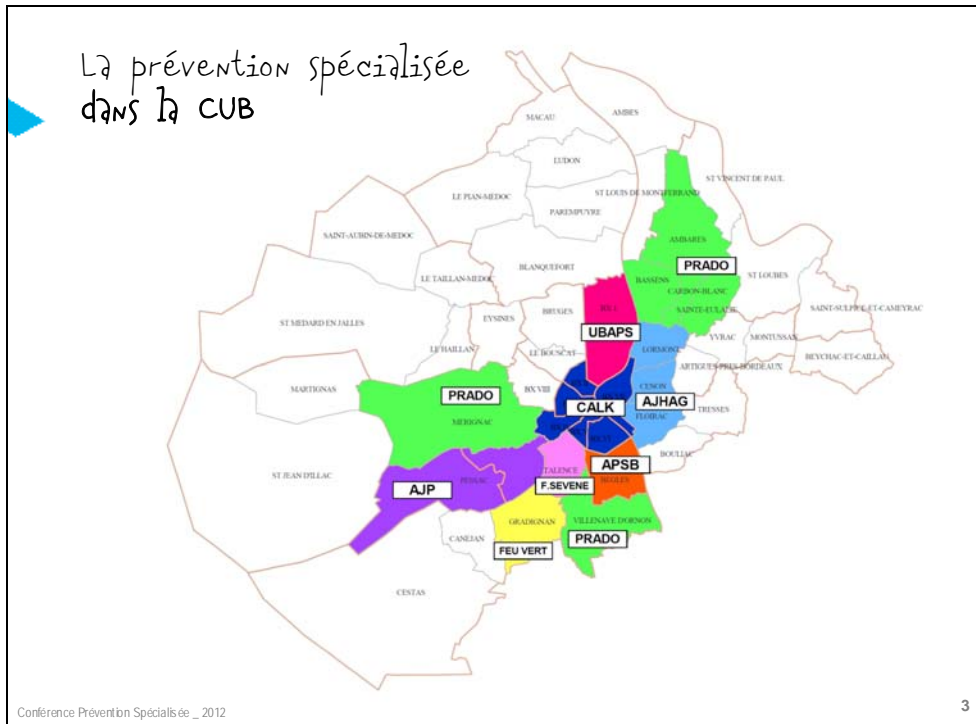 La prévention spécialisée
dans la CUB
MACAU
AMBES
LUDON
ST VINCENT DE PAUL
LE PIAN-MEDOC
ST LOUIS DE MONTFERRAND
PAREMPUYRE
SAINT-AUBIN-DE-MEDOC
AMBARES
PRADO
BLANQUEFORT
LE TAILLAN-MEDOC
BASSENS
ST LOUBES
CARBON-BLANC
SAINTE-EULALIE
SAINT-SULPICE-ET-CAMEYRAC
BRUGES
EYSINES
ST MEDARD EN JALLES
UBAPS
YVRAC
MONTUSSAN
LE HAILLAN
LE BOUSCAT
LORMONT
BEYCHAC-ET-CAILLAU
ARTIGUES PRES BORDEAUX
MARTIGNAS
PRADO
BX VIII
CENON
CALK
AJHAG
TRESSES
MERIGNAC
FLOIRAC
BOULIAC
ST JEAN D'ILLAC
PESSAC
TALENCE
APSB
AJP
F.SEVENE
BEGLES
GRADIGNAN
VILLENAVE D'ORNON
CANEJAN
FEU VERT
PRADO
CESTAS
Conférence Prévention Spécialisée _ 2012
3